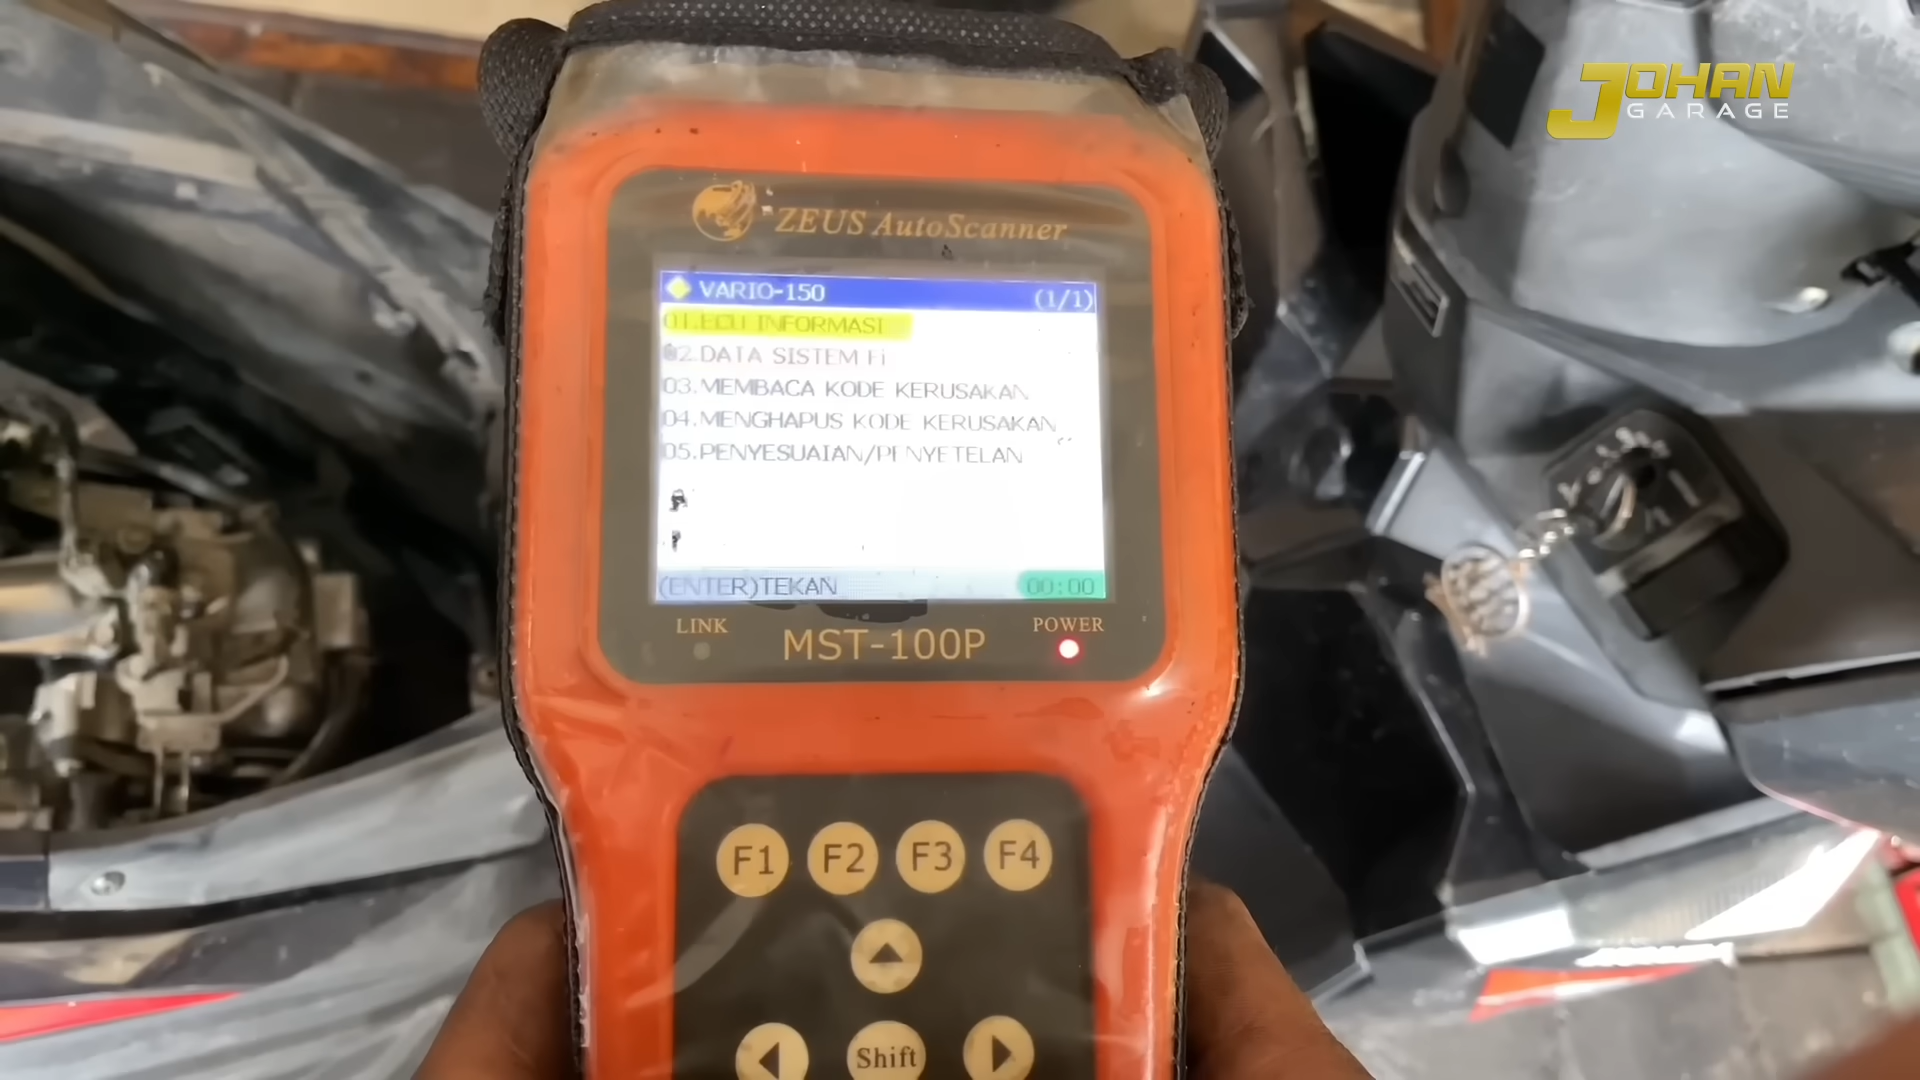 JOHAN
GARAGE
ZEUS AutoScanner
VARIO-150 (1/1)
01.ECU INFORMASI
02.DATA SISTEM Fi
03.MEMBACA KODE KERUSAKAN
04.MENGHAPUS KODE KERUSAKAN
05.PENYESUAIAN/PENYETELAN
(ENTER)TEKAN 00:00
LINK MST-100P POWER
F1 F2 F3 F4
Shift